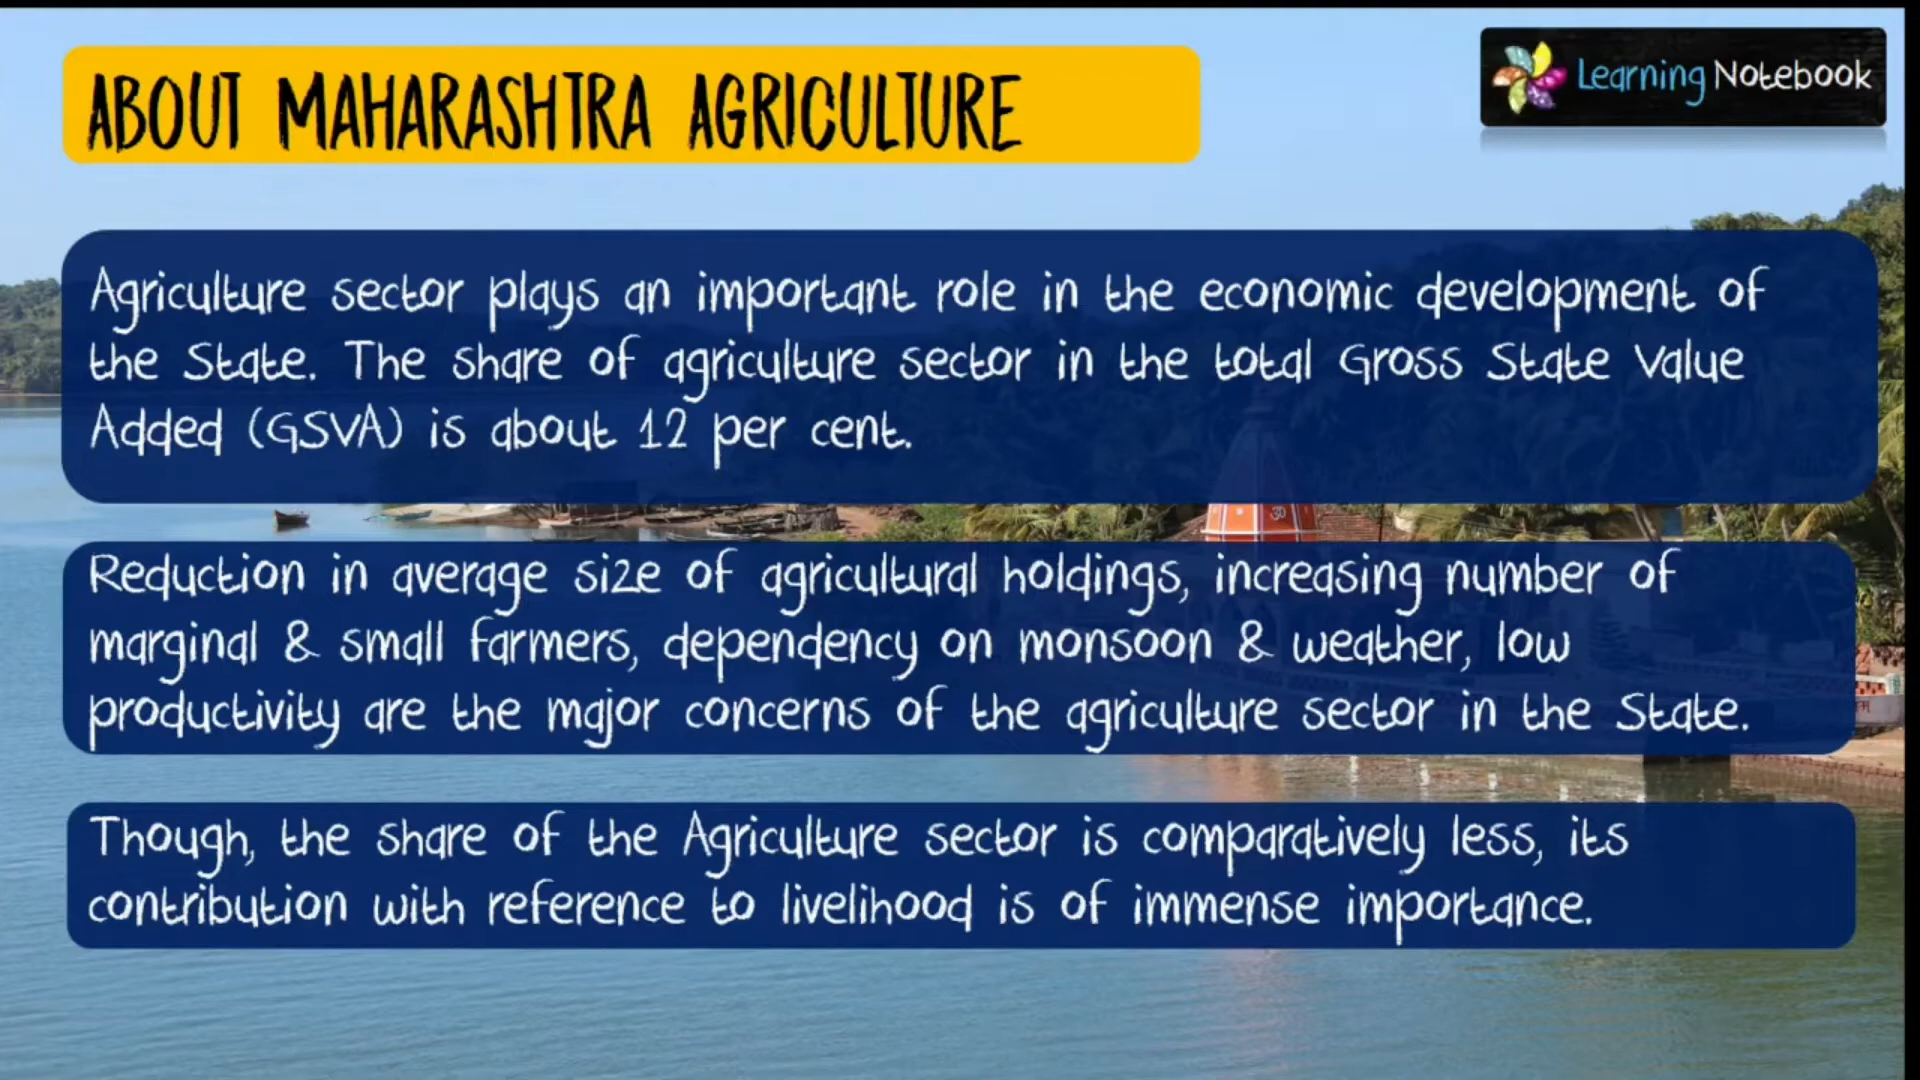 ABOUT MAHARASHTRA AGRICULTURE
Learning Notebook
Agriculture sector plays an important role in the economic development of
the State. The share of agriculture sector in the total Gross State Value
Added (GSVA) is about 12 per cent.
ॐ
Reduction in average size of agricultural holdings, increasing number of
marginal & small farmers, dependency on monsoon & weather, low
productivity are the major concerns of the agriculture sector in the State.
Though, the share of the Agriculture sector is comparatively less, its
contribution with reference to livelihood is of immense importance.